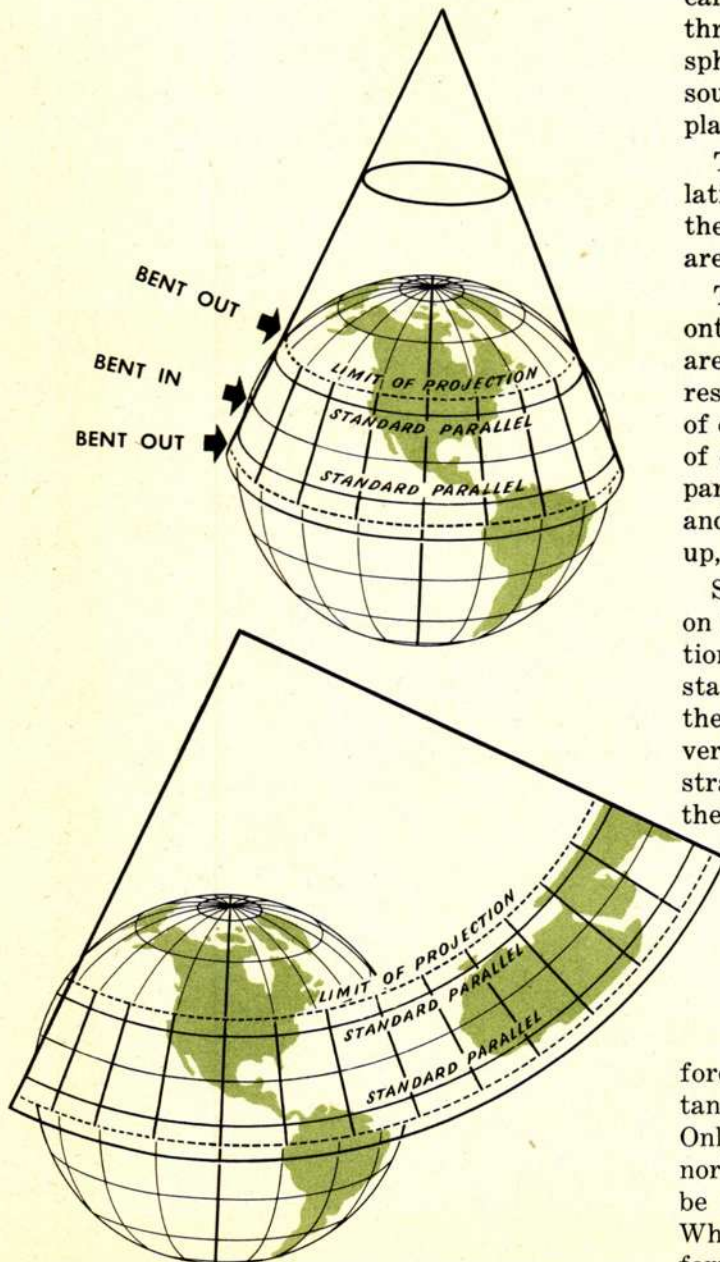 BENT OUT
BENT IN
BENT OUT
LIMIT OF PROJECTION
STANDARD PARALLEL
STANDARD PARALLEL
LIMIT OF PROJECTION
STANDARD PARALLEL
STANDARD PARALLEL
thr
sph
sou
pla
T
lati
the
are
T
ont
are
res
of
of
par
and
up,
S
on
tion
sta
the
ver
stra
the
for
tan
Onl
nor
be
Wh